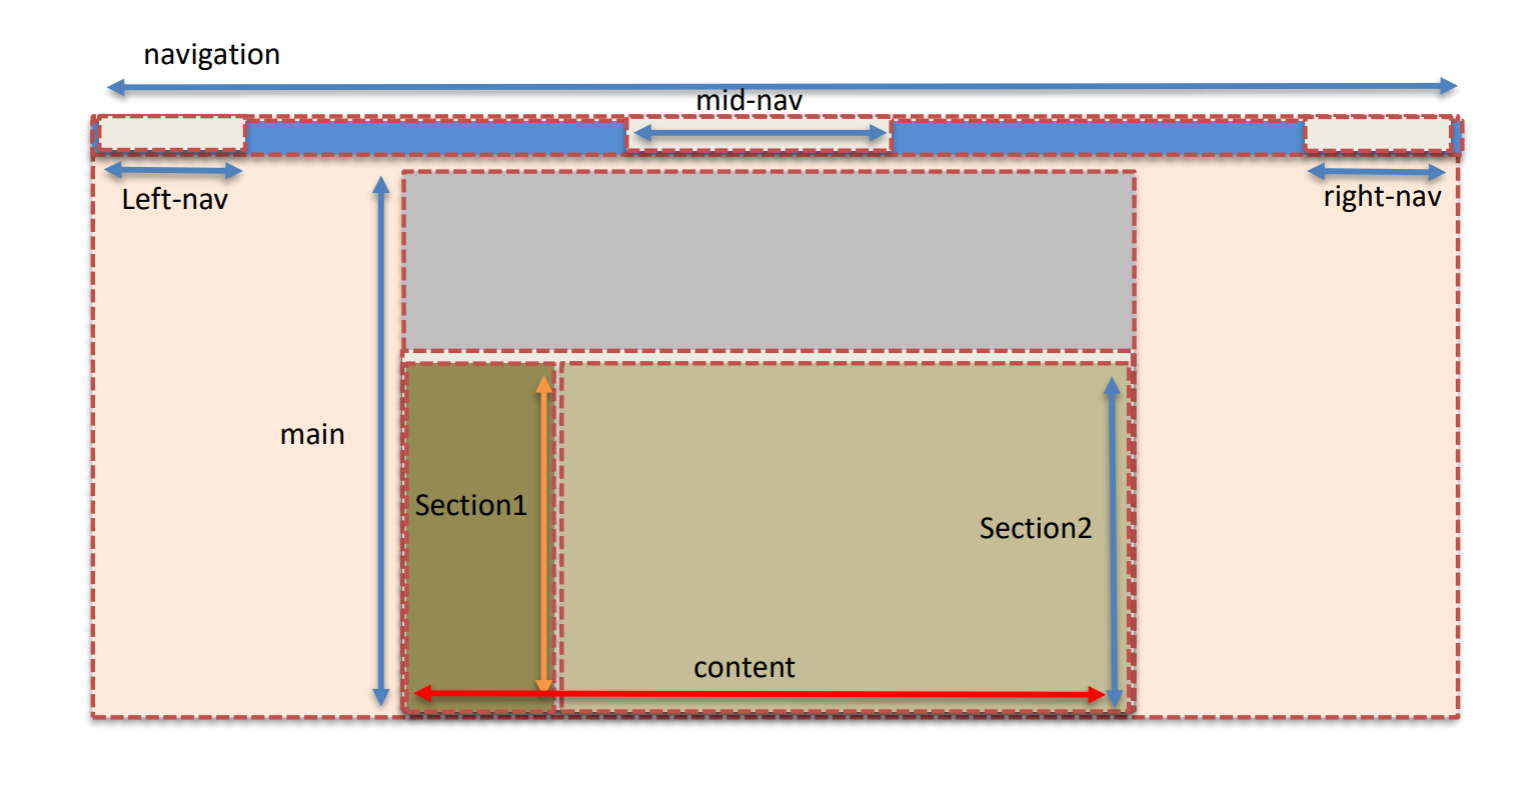 navigation
mid-nav
Left-nav
right-nav
main
Section1
Section2
content